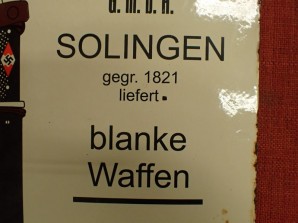 G.M.B.H.
SOLINGEN
gegr. 1821
liefert.
blanke
Waffen